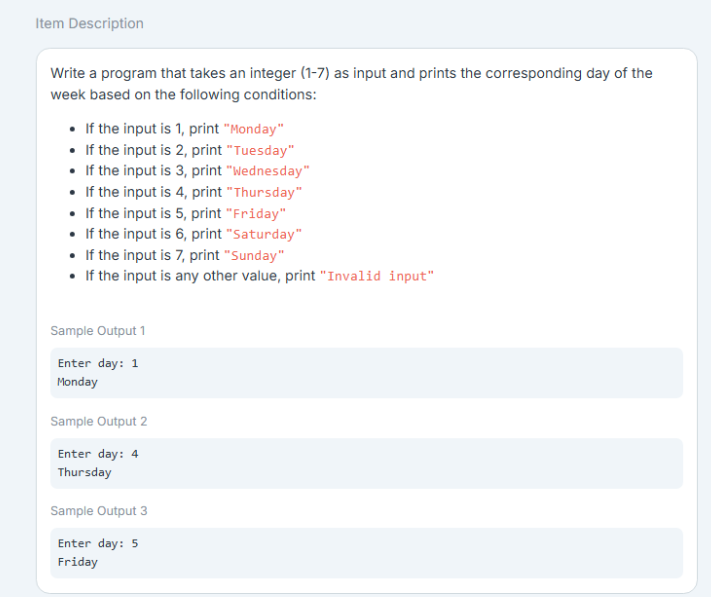 Item Description
Write a program that takes an integer (1-7) as input and prints the corresponding day of the
week based on the following conditions:
• If the input is 1, print "Monday"
• If the input is 2, print "Tuesday"
• If the input is 3, print "Wednesday"
• If the input is 4, print "Thursday"
• If the input is 5, print "Friday"
• If the input is 6, print "Saturday"
• If the input is 7, print "Sunday"
• If the input is any other value, print "Invalid input"
Sample Output 1
Enter day: 1
Monday
Sample Output 2
Enter day: 4
Thursday
Sample Output 3
Enter day: 5
Friday